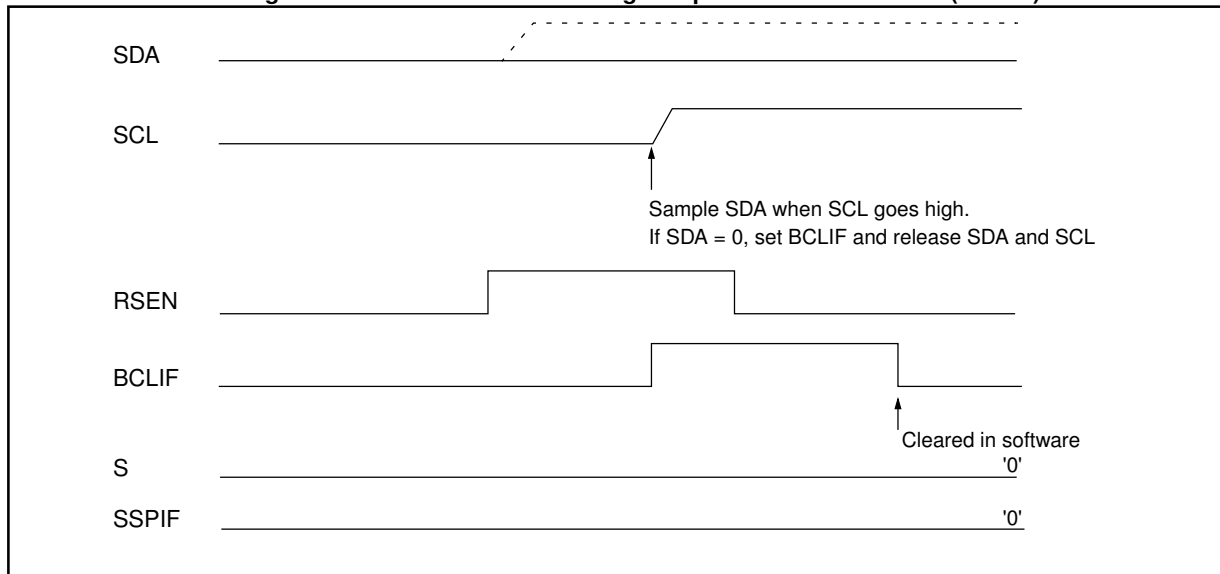 SDA
SCL
Sample SDA when SCL goes high.
If SDA = 0, set BCLIF and release SDA and SCL
RSEN
BCLIF
Cleared in software
S
'0'
SSPIF
'0'